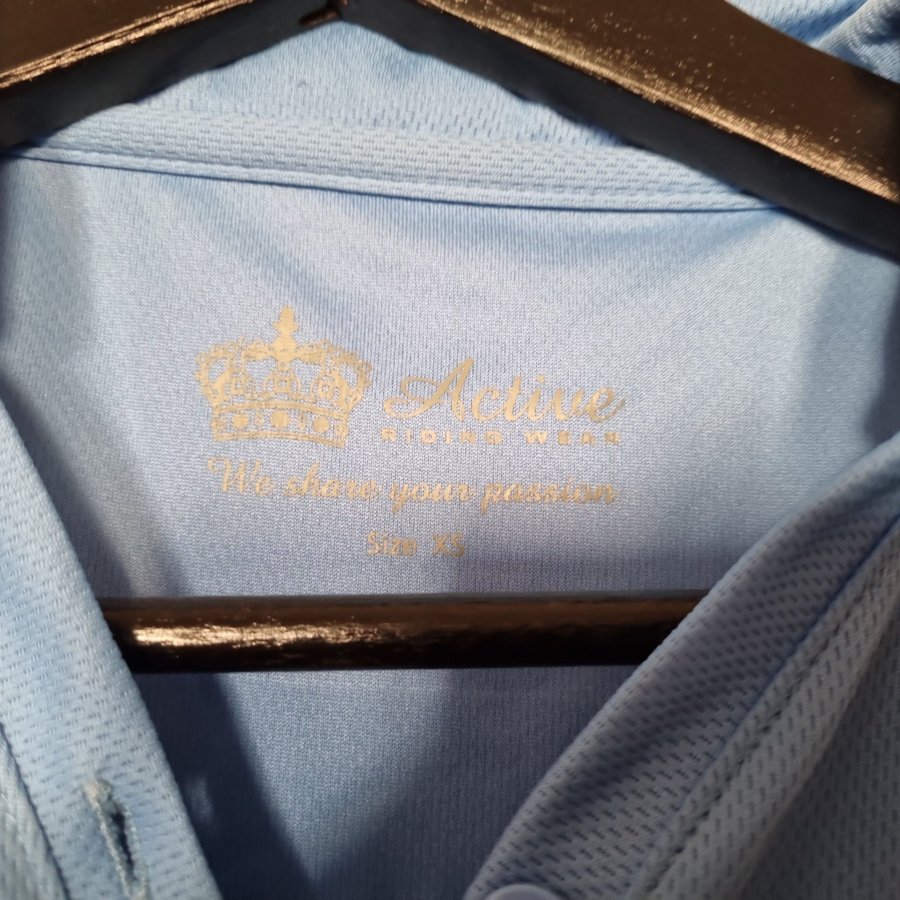 Active
RIDING WEAR
We share your passion
Size XS